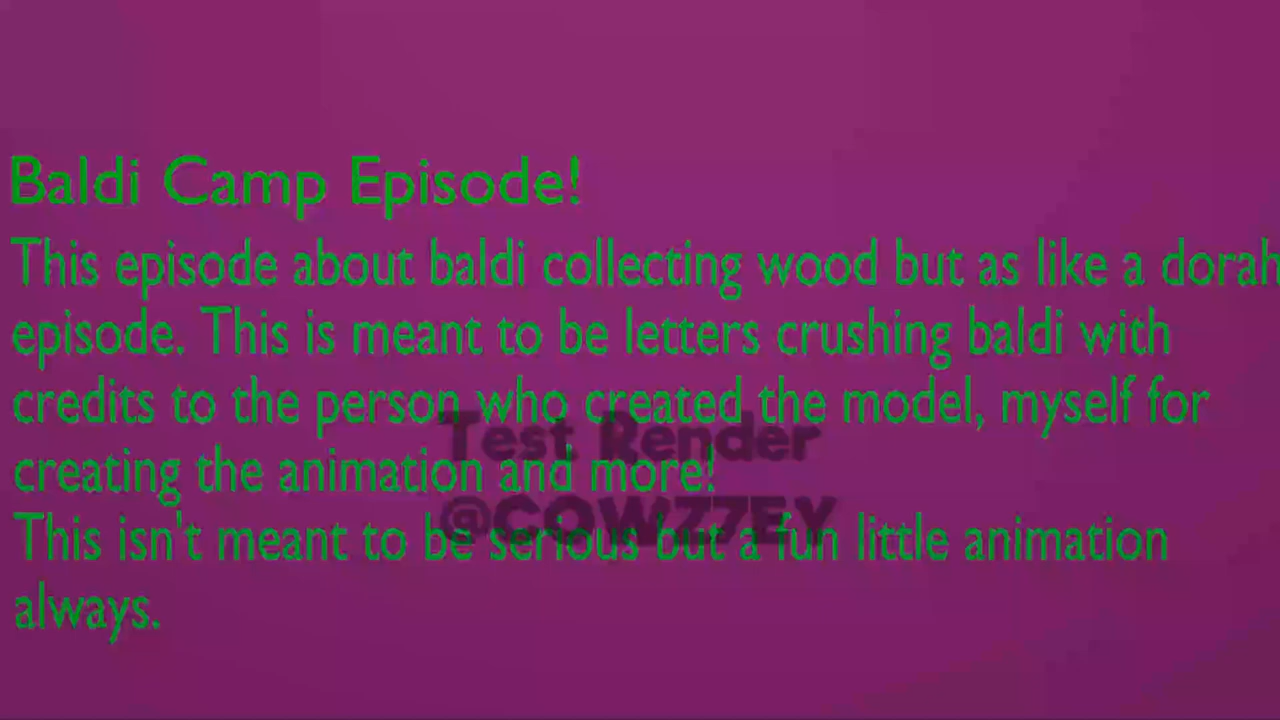 Baldi Camp Episode!
This episode about baldi collecting wood but as like a dorah
episode. This is meant to be letters crushing baldi with
credits to the person who created the model, myself for
creating the animation and more!
This isn't meant to be serious but a fun little animation
always.
Test Render
@COWZ7EY